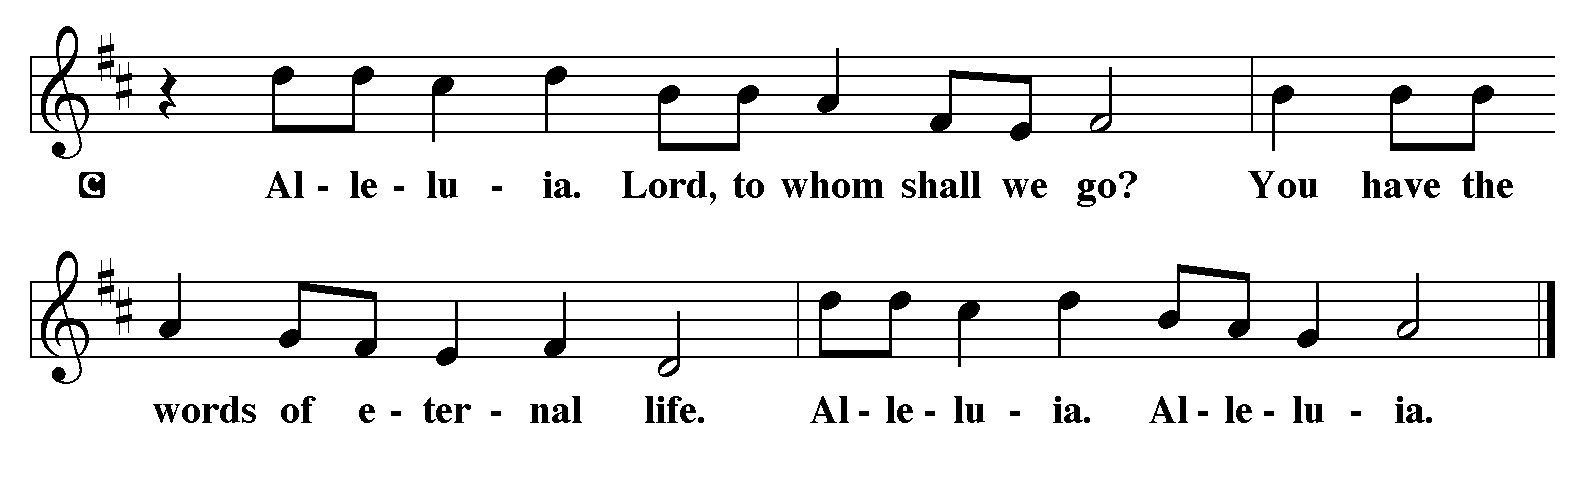 C Al - le - lu - ia. Lord, to whom shall we go? You have the
words of e - ter - nal life. Al - le - lu - ia. Al - le - lu - ia.